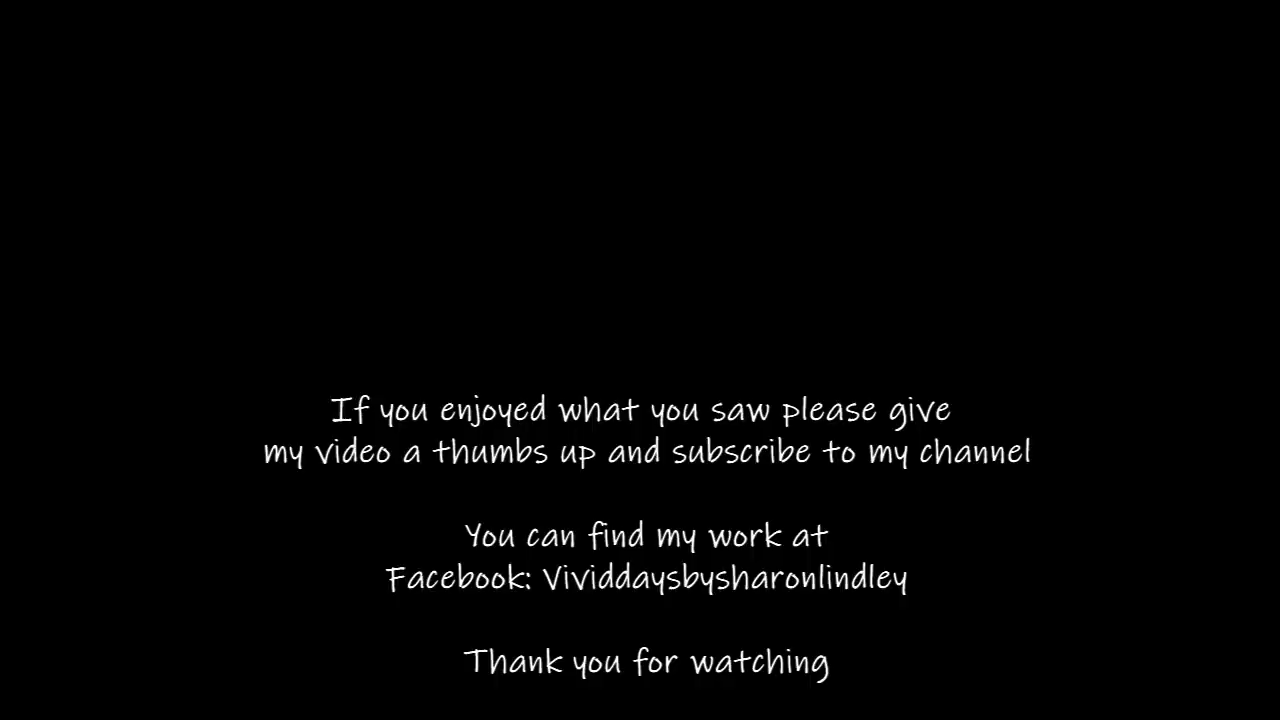 If you enjoyed what you saw please give
my video a thumbs up and subscribe to my channel
You can find my work at
Facebook: Vividdaysbysharonlindley
Thank you for watching